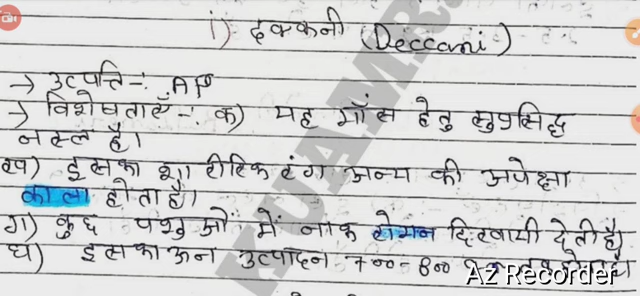 i) दक्कनी (Deccani)
→ उत्पत्ति -: AP
→ विशेषताएँ -: क) यह माँस हेतु सुप्रसिद्ध
नस्ल है।
ख) इसका शारीरिक रंग अन्य की अपेक्षा
काला होता है।
ग) कुछ पशुओं में नाक रोमन दिखायी देती है।
घ) इसका ऊन उत्पादन 700-800
Az Recorder